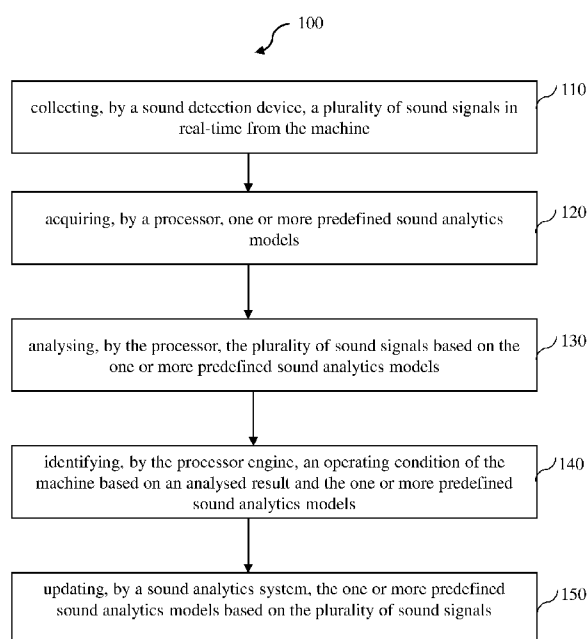 100
collecting, by a sound detection device, a plurality of sound signals in
real-time from the machine
110
acquiring, by a processor, one or more predefined sound analytics
models
120
analysing, by the processor, the plurality of sound signals based on the
one or more predefined sound analytics models
130
identifying, by the processor engine, an operating condition of the
machine based on an analysed result and the one or more predefined
sound analytics models
140
updating, by a sound analytics system, the one or more predefined
sound analytics models based on the plurality of sound signals
150